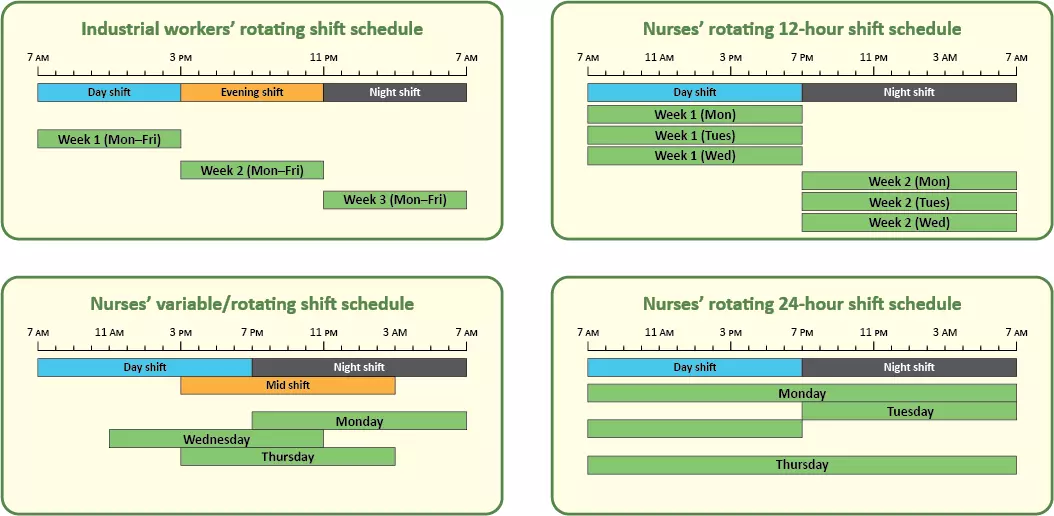 Industrial workers’ rotating shift schedule
7 AM 3 PM 11 PM 7 AM
Day shift Evening shift Night shift
Week 1 (Mon–Fri)
Week 2 (Mon–Fri)
Week 3 (Mon–Fri)
Nurses’ rotating 12-hour shift schedule
7 AM 11 AM 3 PM 7 PM 11 PM 3 AM 7 AM
Day shift Night shift
Week 1 (Mon)
Week 1 (Tues)
Week 1 (Wed)
Week 2 (Mon)
Week 2 (Tues)
Week 2 (Wed)
Nurses’ variable/rotating shift schedule
7 AM 11 AM 3 PM 7 PM 11 PM 3 AM 7 AM
Day shift Night shift
Mid shift
Monday
Wednesday
Thursday
Nurses’ rotating 24-hour shift schedule
7 AM 11 AM 3 PM 7 PM 11 PM 3 AM 7 AM
Day shift Night shift
Monday
Tuesday
Thursday